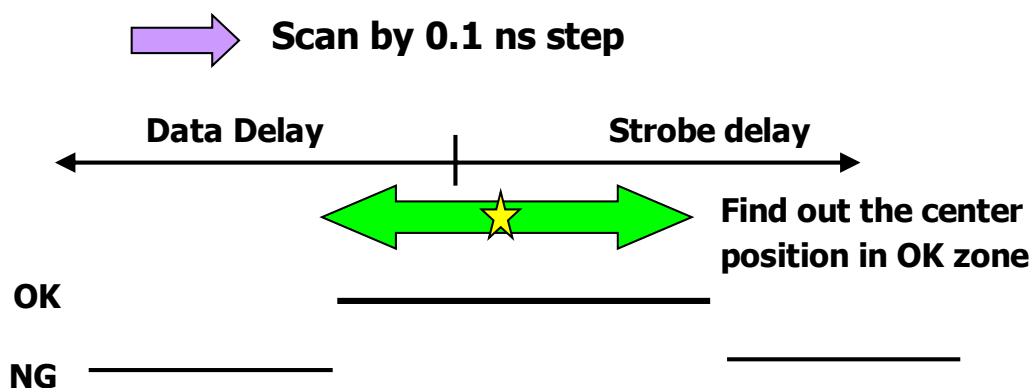 Scan by 0.1 ns step
Data Delay
Strobe delay
Find out the center
position in OK zone
OK
NG